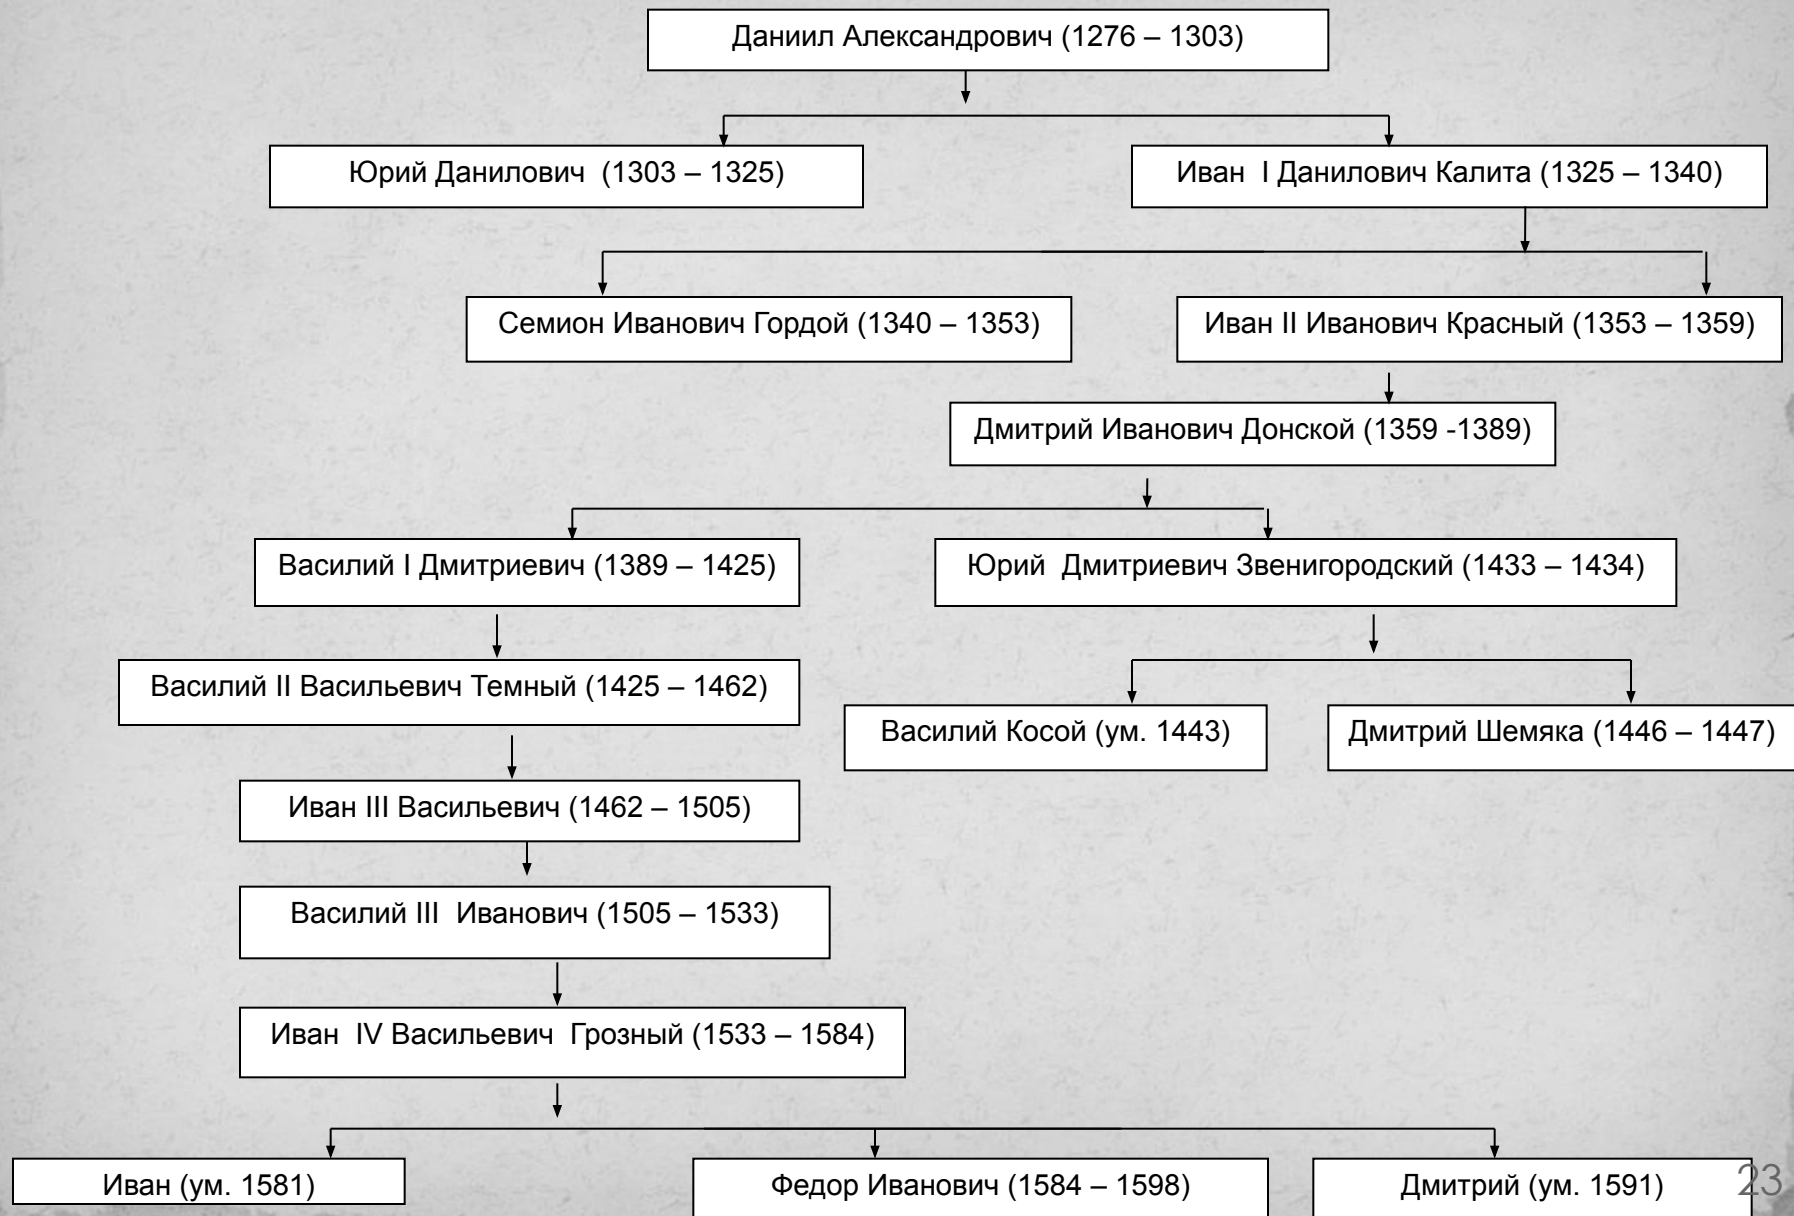 Даниил Александрович (1276 – 1303)
Юрий Данилович (1303 – 1325)
Иван I Данилович Калита (1325 – 1340)
Семион Иванович Гордой (1340 – 1353)
Иван II Иванович Красный (1353 – 1359)
Дмитрий Иванович Донской (1359 -1389)
Василий I Дмитриевич (1389 – 1425)
Юрий Дмитриевич Звенигородский (1433 – 1434)
Василий II Васильевич Темный (1425 – 1462)
Василий Косой (ум. 1443)
Дмитрий Шемяка (1446 – 1447)
Иван III Васильевич (1462 – 1505)
Василий III Иванович (1505 – 1533)
Иван IV Васильевич Грозный (1533 – 1584)
Иван (ум. 1581)
Федор Иванович (1584 – 1598)
Дмитрий (ум. 1591)
23